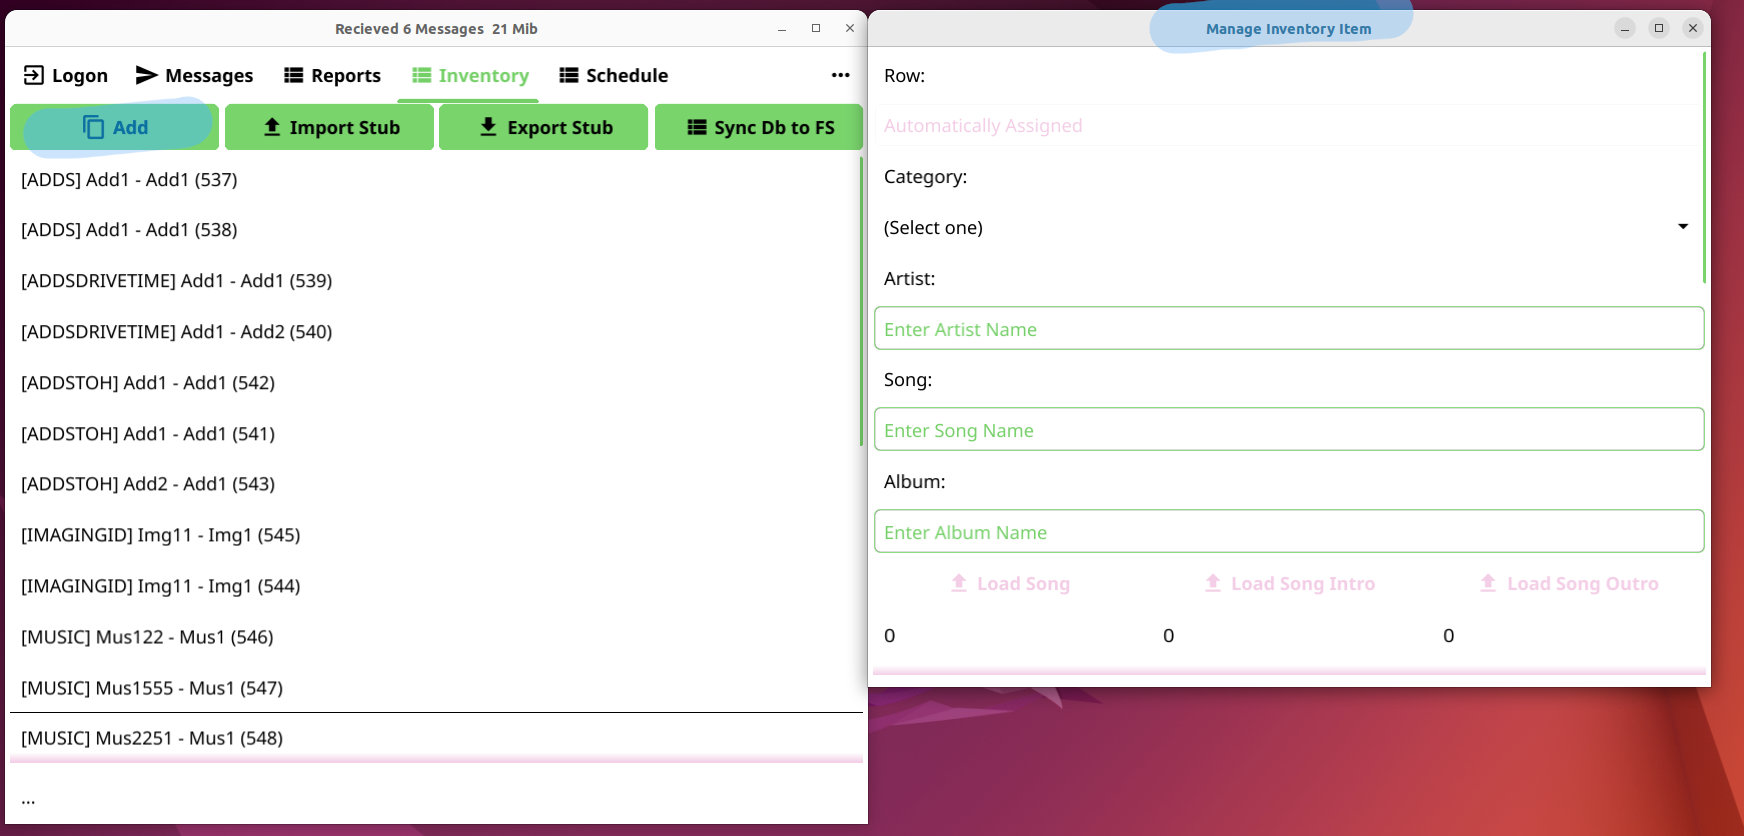 Recieved 6 Messages 21 Mib
Logon Messages Reports Inventory Schedule ...
Add Import Stub Export Stub Sync Db to FS
[ADDS] Add1 - Add1 (537)
[ADDS] Add1 - Add1 (538)
[ADDSDRIVETIME] Add1 - Add1 (539)
[ADDSDRIVETIME] Add1 - Add2 (540)
[ADDSTOH] Add1 - Add1 (542)
[ADDSTOH] Add1 - Add1 (541)
[ADDSTOH] Add2 - Add1 (543)
[IMAGINGID] Img11 - Img1 (545)
[IMAGINGID] Img11 - Img1 (544)
[MUSIC] Mus122 - Mus1 (546)
[MUSIC] Mus1555 - Mus1 (547)
[MUSIC] Mus2251 - Mus1 (548)
...
Manage Inventory Item
Row:
Automatically Assigned
Category:
(Select one)
Artist:
Enter Artist Name
Song:
Enter Song Name
Album:
Enter Album Name
Load Song Load Song Intro Load Song Outro
0 0 0